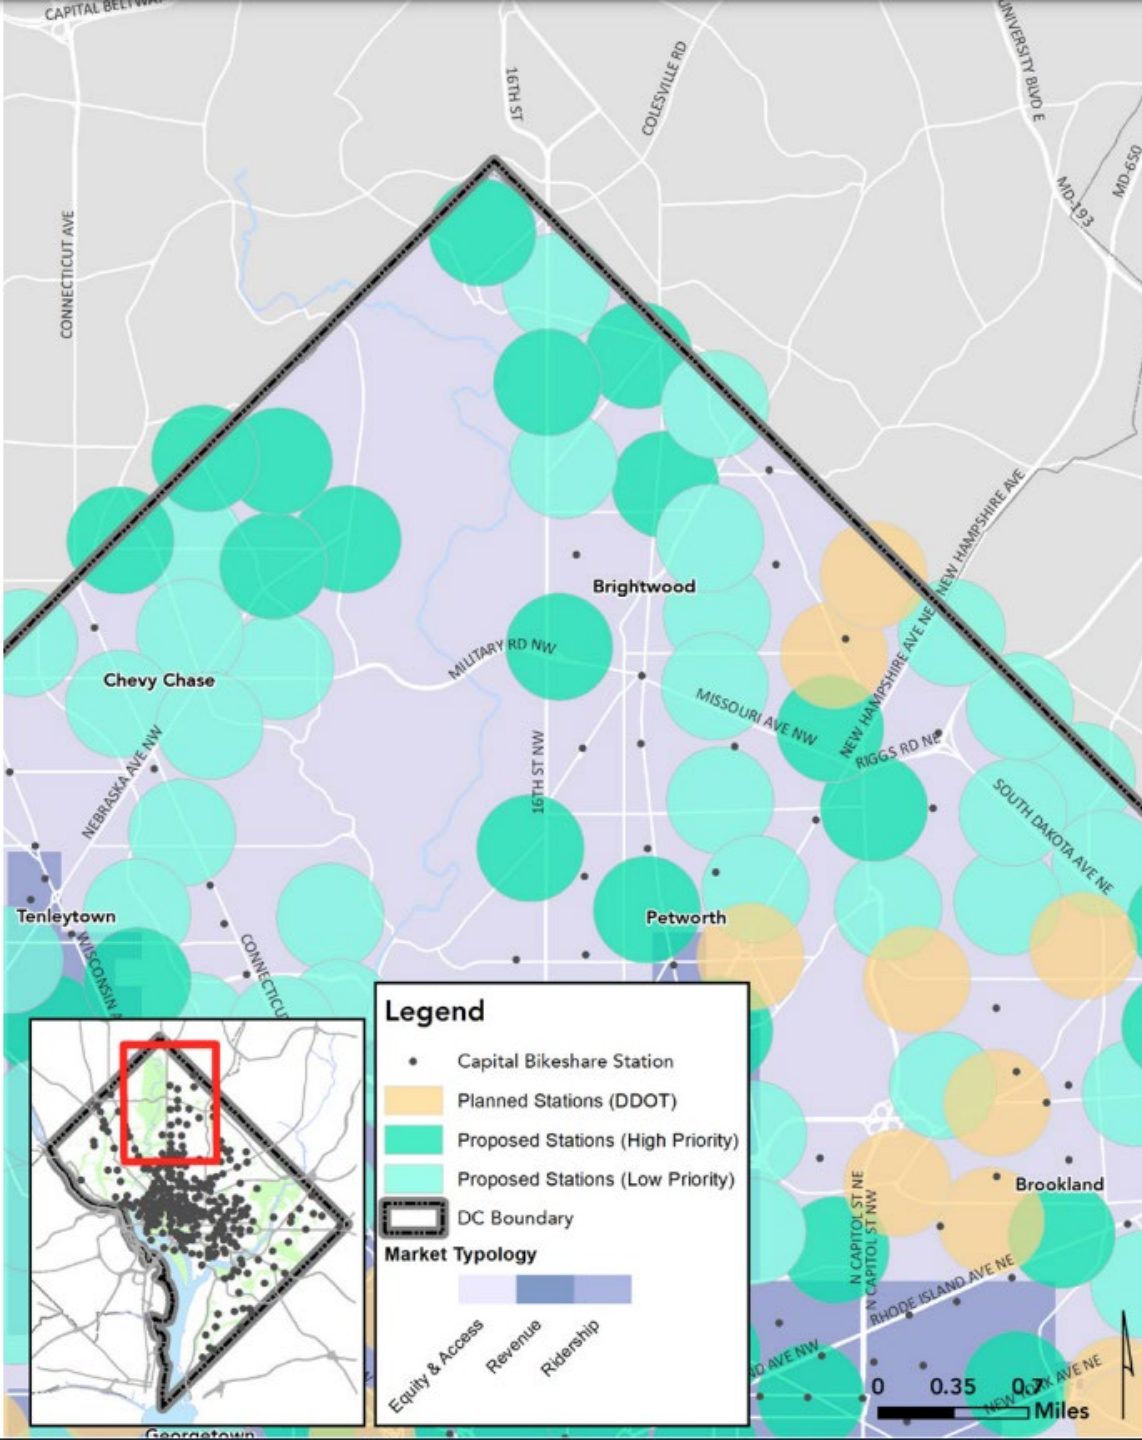 CAPITAL BELTWAY
16TH ST
COLESVILLE RD
UNIVERSITY BLVD E
MD-650
MD-193
CONNECTICUT AVE
NEW HAMPSHIRE AVE
Brightwood
NEW HAMPSHIRE AVE NE
MILITARY RD NW
Chevy Chase
MISSOURI AVE NW
RIGGS RD NE
NEBRASKA AVE NW
16TH ST NW
SOUTH DAKOTA AVE NE
Tenleytown
Petworth
WISCONSIN A
CONNECTICU
Legend
Capital Bikeshare Station
Planned Stations (DDOT)
Proposed Stations (High Priority)
Proposed Stations (Low Priority)
DC Boundary
Market Typology
Equity & Access
Revenue
Ridership
Brookland
N CAPITOL ST NE
N CAPITOL ST NW
RHODE ISLAND AVE NE
ND AVE NW
NEW YORK AVE NE
0 0.35 0.7
Miles
Georgetown